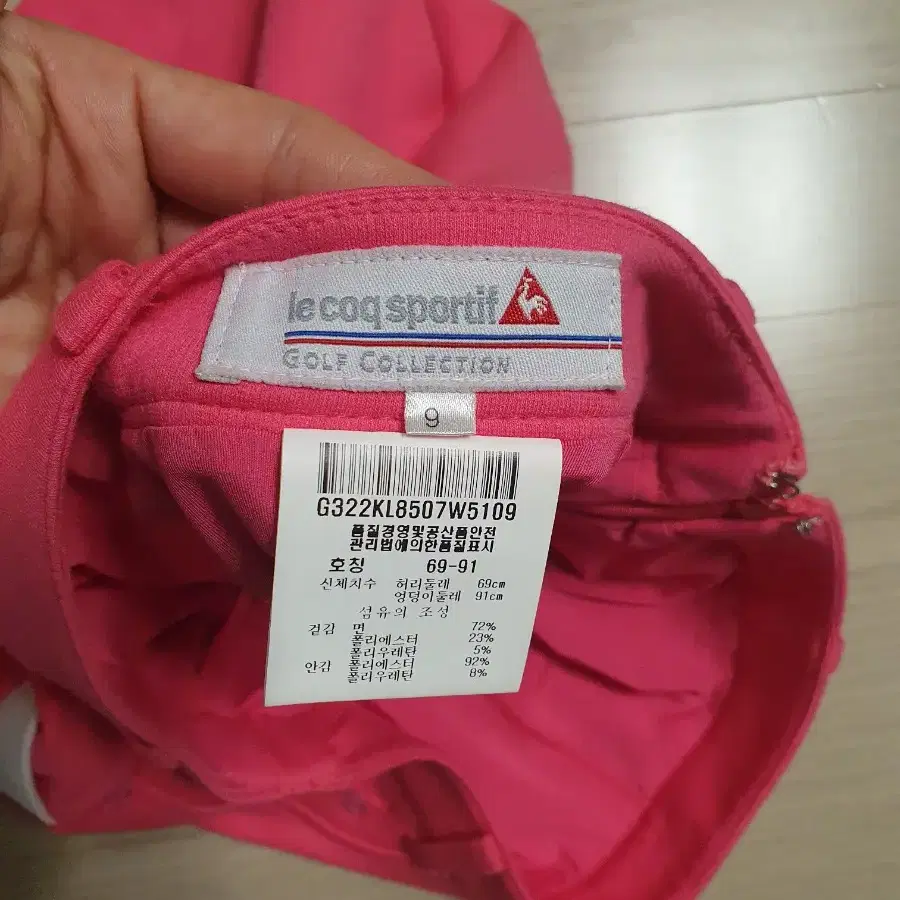 le coq sportif
GOLF COLLECTION
9
G322KL8507W5109
품질경영및공산품안전
관리법에의한품질표시
호칭 69-91
신체치수 허리둘레 69cm
엉덩이둘레 91cm
섬유의 조성
겉감 면 72%
폴리에스터 23%
폴리우레탄 5%
안감 폴리에스터 92%
폴리우레탄 8%